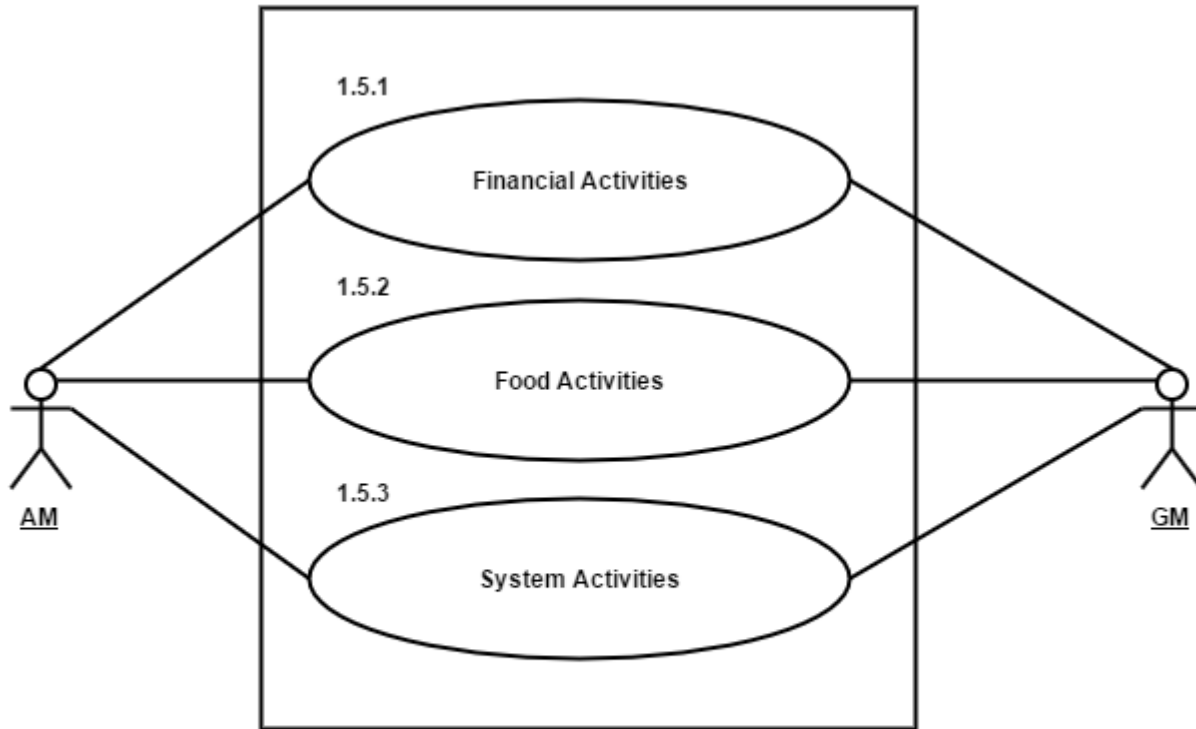 1.5.1
Financial Activities
1.5.2
Food Activities
1.5.3
System Activities
AM
GM